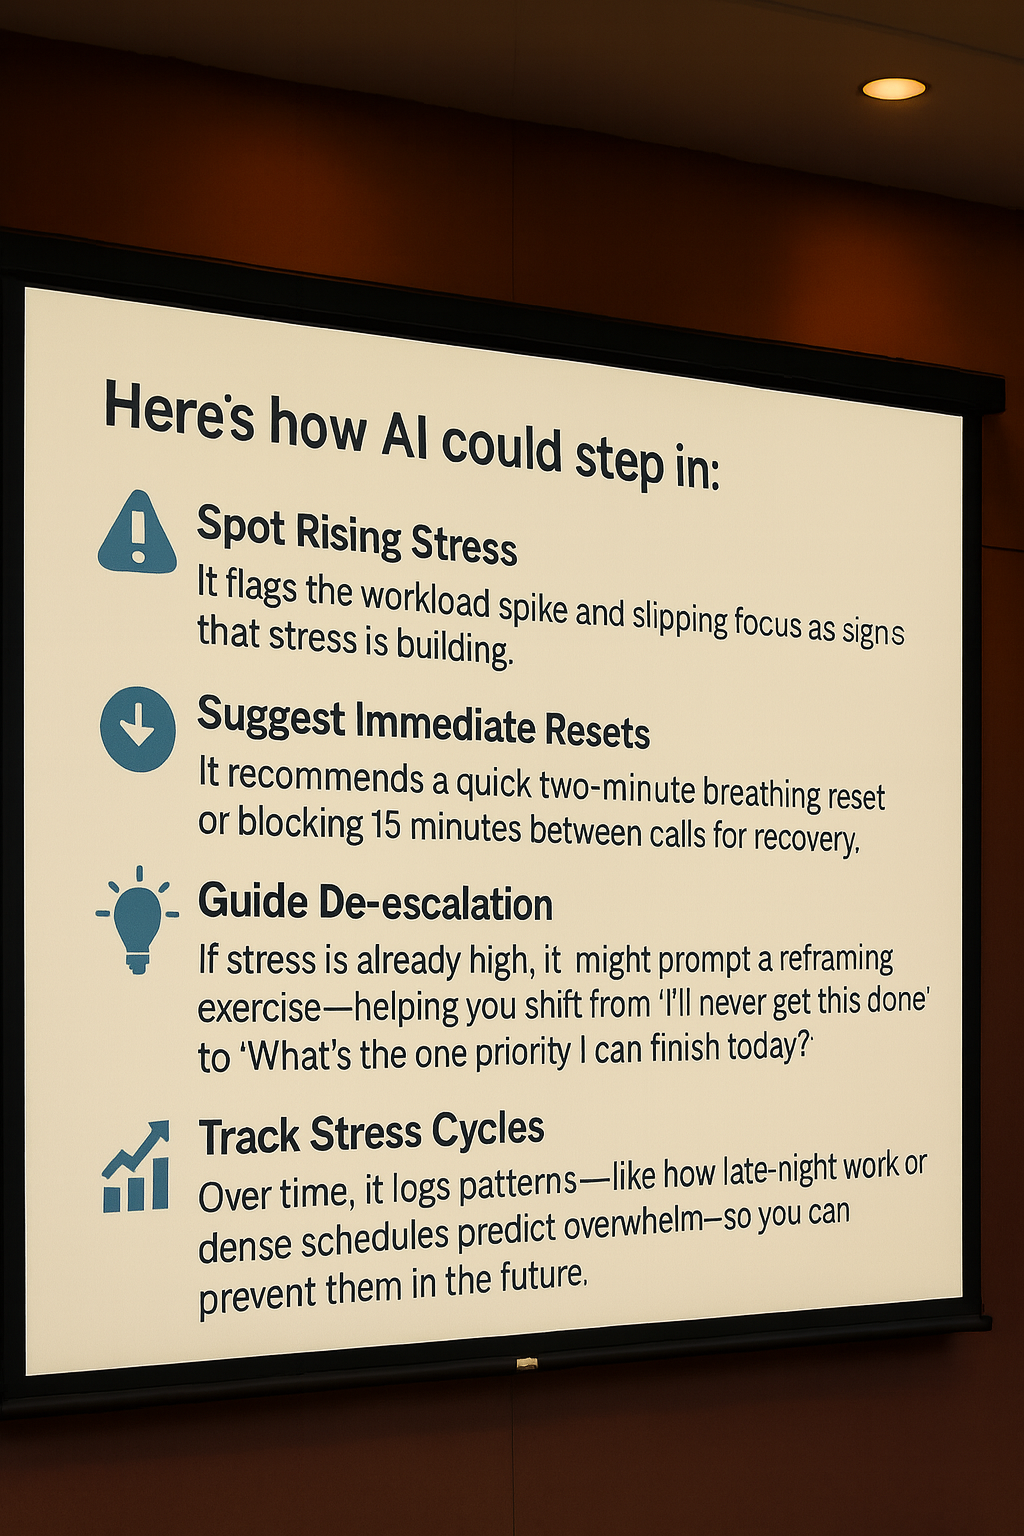 Here's how AI could step in:
Spot Rising Stress
It flags the workload spike and slipping focus as signs
that stress is building.
Suggest Immediate Resets
It recommends a quick two-minute breathing reset
or blocking 15 minutes between calls for recovery.
Guide De-escalation
If stress is already high, it might prompt a reframing
exercise—helping you shift from ‘I’ll never get this done’
to ‘What’s the one priority I can finish today?’
Track Stress Cycles
Over time, it logs patterns—like how late-night work or
dense schedules predict overwhelm—so you can
prevent them in the future.